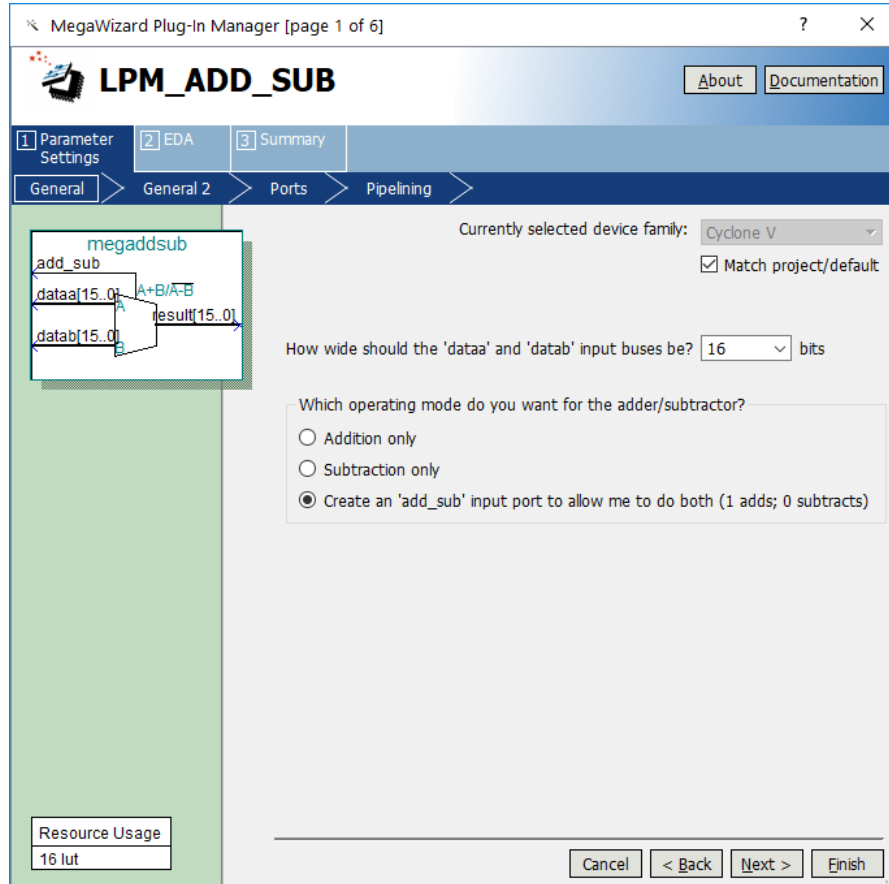 MegaWizard Plug-In Manager [page 1 of 6]
?
LPM_ADD_SUB
About
Documentation
1 Parameter Settings
2 EDA
3 Summary
General
General 2
Ports
Pipelining
megaddsub
add_sub
A+B/A-B
dataa[15..0]
A
result[15..0]
datab[15..0]
B
Currently selected device family:
Cyclone V
Match project/default
How wide should the 'dataa' and 'datab' input buses be? 16 bits
Which operating mode do you want for the adder/subtractor?
Addition only
Subtraction only
Create an 'add_sub' input port to allow me to do both (1 adds; 0 subtracts)
Resource Usage
16 lut
Cancel
< Back
Next >
Finish